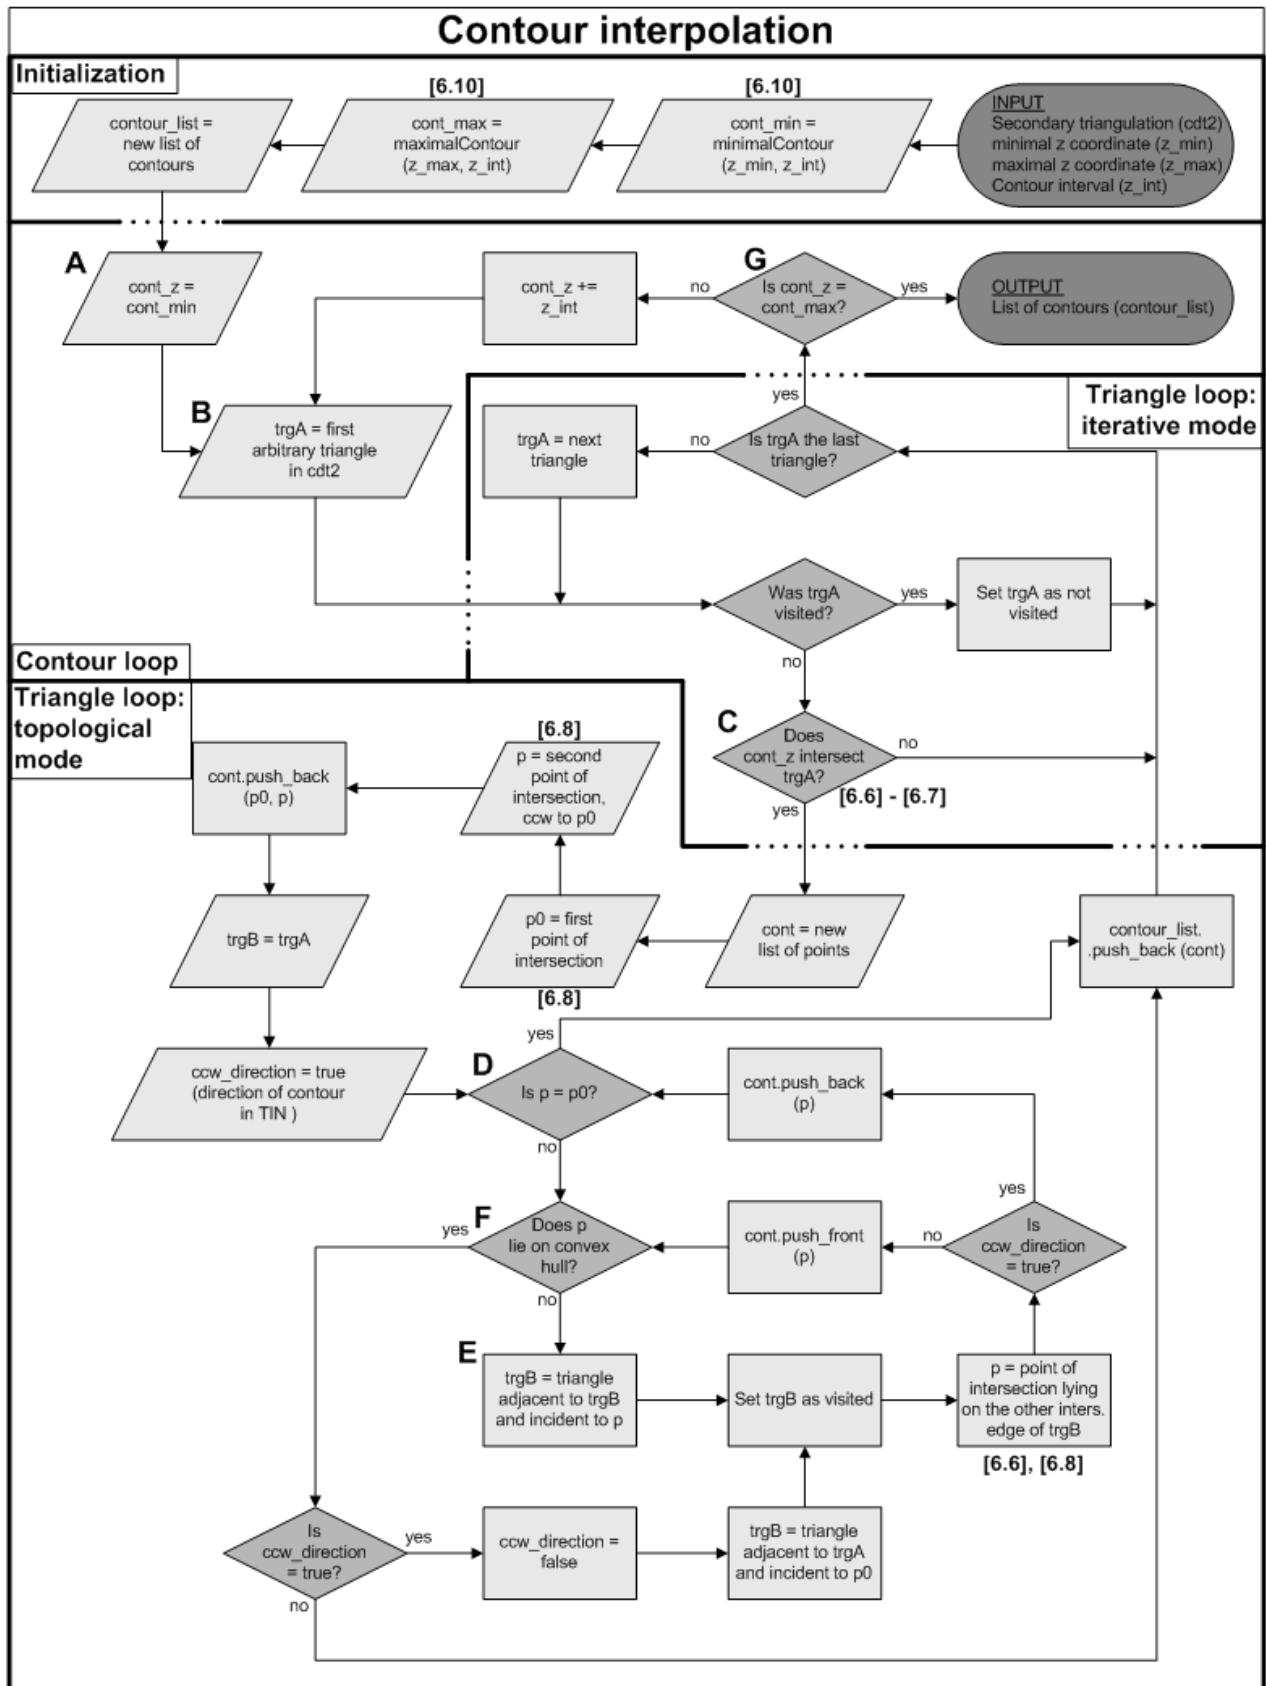 Contour interpolation
Initialization
[6.10]
[6.10]
contour_list =
new list of
contours
cont_max =
maximalContour
(z_max, z_int)
cont_min =
minimalContour
(z_min, z_int)
INPUT
Secondary triangulation (cdt2)
minimal z coordinate (z_min)
maximal z coordinate (z_max)
Contour interval (z_int)
A
cont_z =
cont_min
cont_z +=
z_int
no
G
Is cont_z =
cont_max?
yes
OUTPUT
List of contours (contour_list)
Triangle loop:
iterative mode
yes
B
trgA = first
arbitrary triangle
in cdt2
trgA = next
triangle
no
Is trgA the last
triangle?
Was trgA
visited?
yes
Set trgA as not
visited
no
Contour loop
Triangle loop:
topological
mode
C
Does
cont_z intersect
trgA?
no
[6.6] - [6.7]
yes
[6.8]
p = second
point of
intersection,
ccw to p0
cont.push_back
(p0, p)
trgB = trgA
p0 = first
point of
intersection
[6.8]
cont = new
list of points
contour_list.
.push_back (cont)
yes
ccw_direction = true
(direction of contour
in TIN )
D
Is p = p0?
no
cont.push_back
(p)
yes
F
Does p
lie on convex
hull?
yes
no
cont.push_front
(p)
no
Is
ccw_direction
= true?
E
trgB = triangle
adjacent to trgB
and incident to p
Set trgB as visited
p = point of
intersection lying
on the other inters.
edge of trgB
[6.6], [6.8]
Is
ccw_direction
= true?
yes
no
ccw_direction =
false
trgB = triangle
adjacent to trgA
and incident to p0